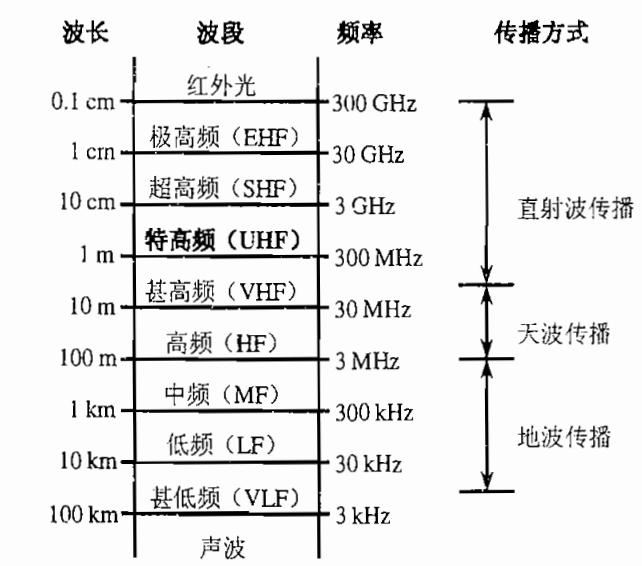 波长 波段 频率 传播方式
红外光
0.1 cm 300 GHz
极高频（EHF）
1 cm 30 GHz
超高频（SHF）
10 cm 3 GHz
直射波传播
特高频（UHF）
1 m 300 MHz
甚高频（VHF）
10 m 30 MHz
天波传播
高频（HF）
100 m 3 MHz
中频（MF）
1 km 300 kHz
地波传播
低频（LF）
10 km 30 kHz
甚低频（VLF）
100 km 3 kHz
声波